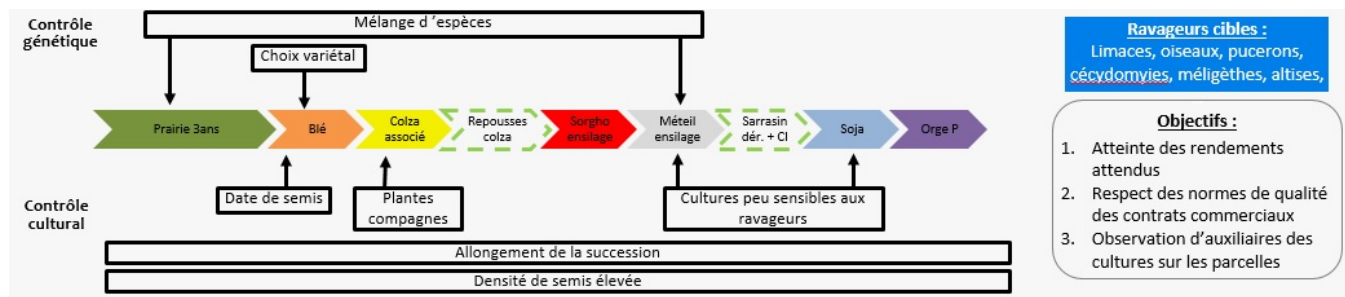 Contrôle
génétique
Mélange d ’espèces
Choix variétal
Prairie 3ans
Blé
Colza
associé
Repousses
colza
Sorgho
ensilage
Méteil
ensilage
Sarrasin
dér. + CI
Soja
Orge P
Date de semis
Plantes
compagnes
Cultures peu sensibles aux
ravageurs
Contrôle
cultural
Allongement de la succession
Densité de semis élevée
Ravageurs cibles :
Limaces, oiseaux, pucerons,
cécydomyies, méligèthes, altises,
Objectifs :
1. Atteinte des rendements
attendus
2. Respect des normes de qualité
des contrats commerciaux
3. Observation d’auxiliaires des
cultures sur les parcelles